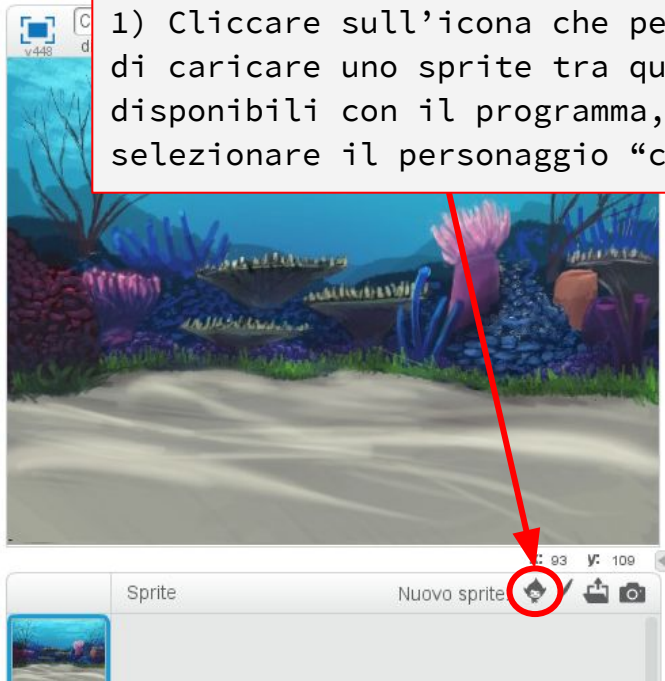 1) Cliccare sull’icona che pe
di caricare uno sprite tra qu
disponibili con il programma,
selezionare il personaggio “c
C
d
v448
x: 93 y: 109
Sprite
Nuovo sprite: